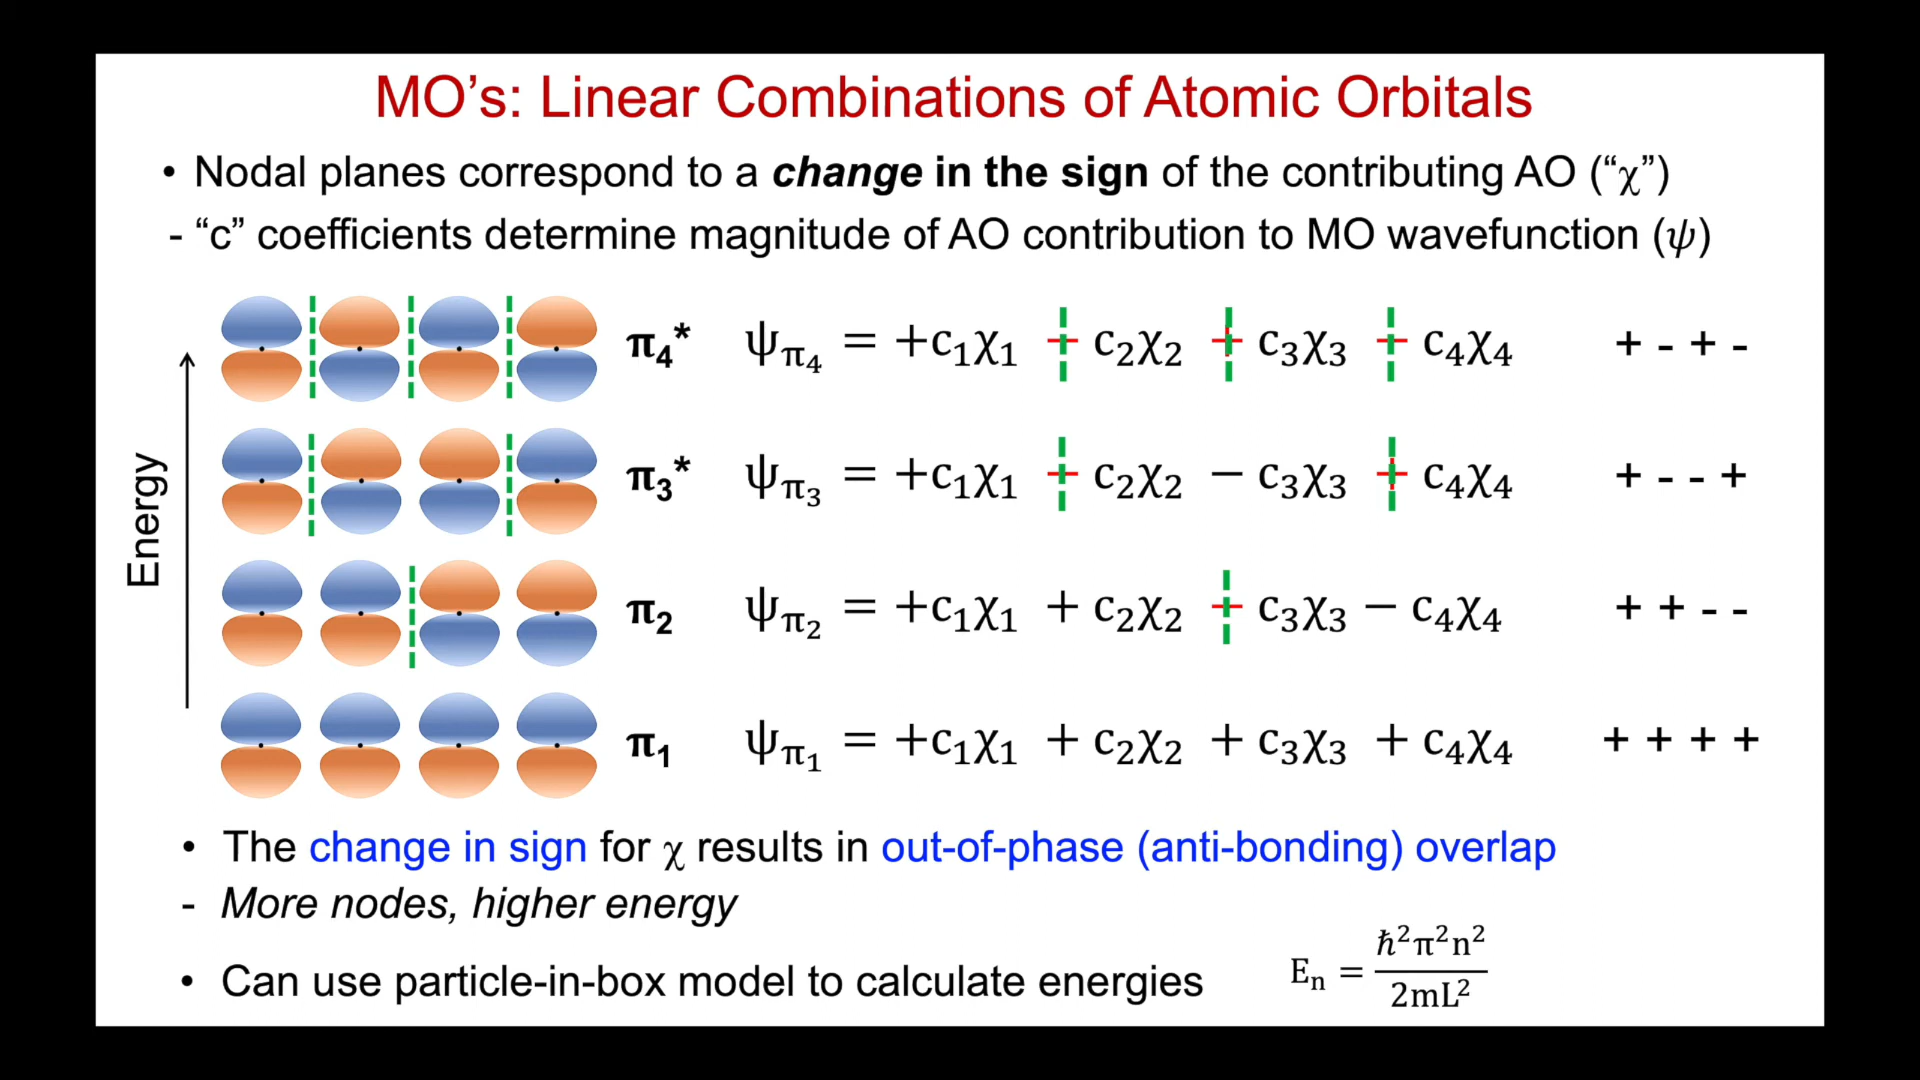 MO’s: Linear Combinations of Atomic Orbitals
• Nodal planes correspond to a change in the sign of the contributing AO (“χ”)
- “c” coefficients determine magnitude of AO contribution to MO wavefunction (ψ)
Energy
π₄* ψπ₄ = +c₁χ₁ − c₂χ₂ + c₃χ₃ − c₄χ₄ + - + -
π₃* ψπ₃ = +c₁χ₁ − c₂χ₂ − c₃χ₃ + c₄χ₄ + - - +
π₂ ψπ₂ = +c₁χ₁ + c₂χ₂ − c₃χ₃ − c₄χ₄ + + - -
π₁ ψπ₁ = +c₁χ₁ + c₂χ₂ + c₃χ₃ + c₄χ₄ + + + +
• The change in sign for χ results in out-of-phase (anti-bonding) overlap
- More nodes, higher energy
• Can use particle-in-box model to calculate energies Eₙ = ħ²π²n² / 2mL²